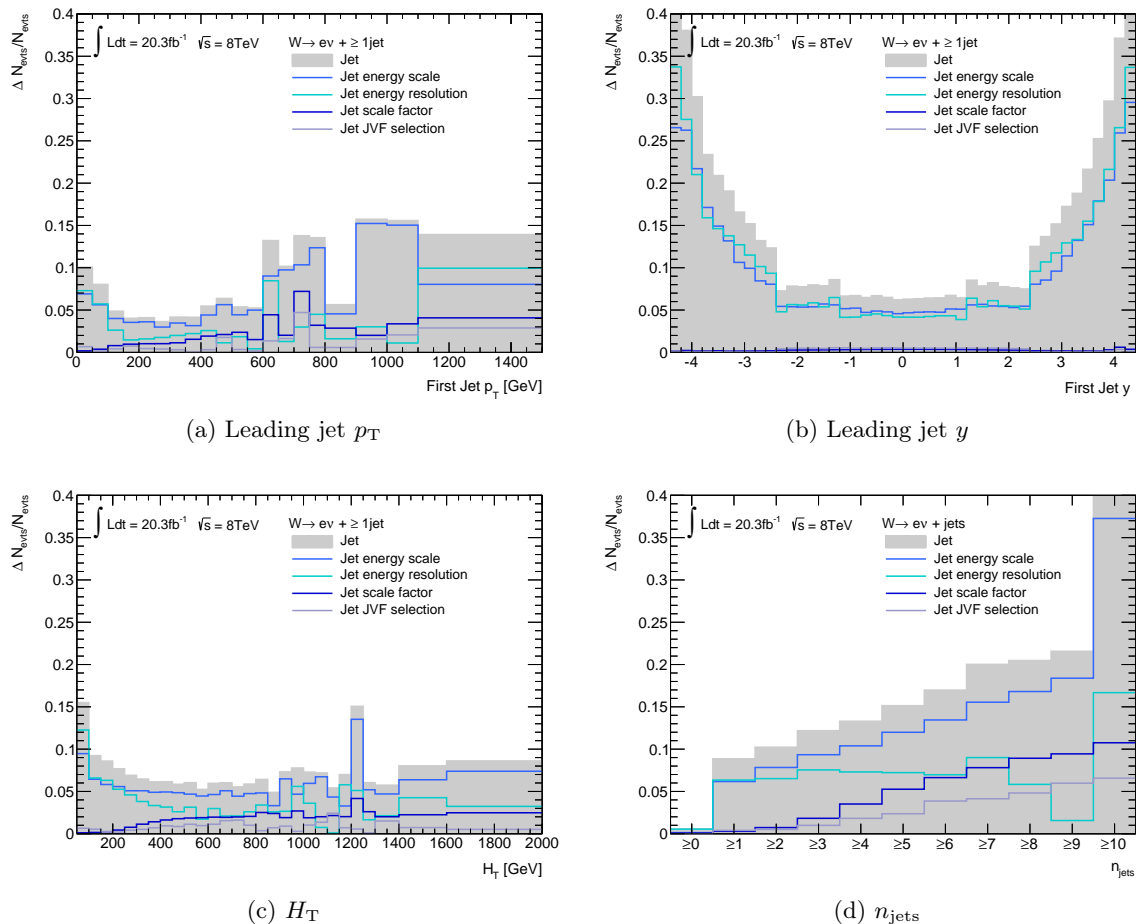 Δ N_evts/N_evts
0.4
0.35
0.3
0.25
0.2
0.15
0.1
0.05
0
∫ Ldt = 20.3fb⁻¹ √s = 8TeV
W→ eν + ≥ 1jet
Jet
Jet energy scale
Jet energy resolution
Jet scale factor
Jet JVF selection
0 200 400 600 800 1000 1200 1400
First Jet p_T [GeV]
(a) Leading jet p_T
Δ N_evts/N_evts
0.4
0.35
0.3
0.25
0.2
0.15
0.1
0.05
0
∫ Ldt = 20.3fb⁻¹ √s = 8TeV
W→ eν + ≥ 1jet
Jet
Jet energy scale
Jet energy resolution
Jet scale factor
Jet JVF selection
-4 -3 -2 -1 0 1 2 3 4
First Jet y
(b) Leading jet y
Δ N_evts/N_evts
0.4
0.35
0.3
0.25
0.2
0.15
0.1
0.05
0
∫ Ldt = 20.3fb⁻¹ √s = 8TeV
W→ eν + ≥ 1jet
Jet
Jet energy scale
Jet energy resolution
Jet scale factor
Jet JVF selection
200 400 600 800 1000 1200 1400 1600 1800 2000
H_T [GeV]
(c) H_T
Δ N_evts/N_evts
0.4
0.35
0.3
0.25
0.2
0.15
0.1
0.05
0
∫ Ldt = 20.3fb⁻¹ √s = 8TeV
W→ eν + jets
Jet
Jet energy scale
Jet energy resolution
Jet scale factor
Jet JVF selection
≥0 ≥1 ≥2 ≥3 ≥4 ≥5 ≥6 ≥7 ≥8 ≥9 ≥10
n_jets
(d) n_jets